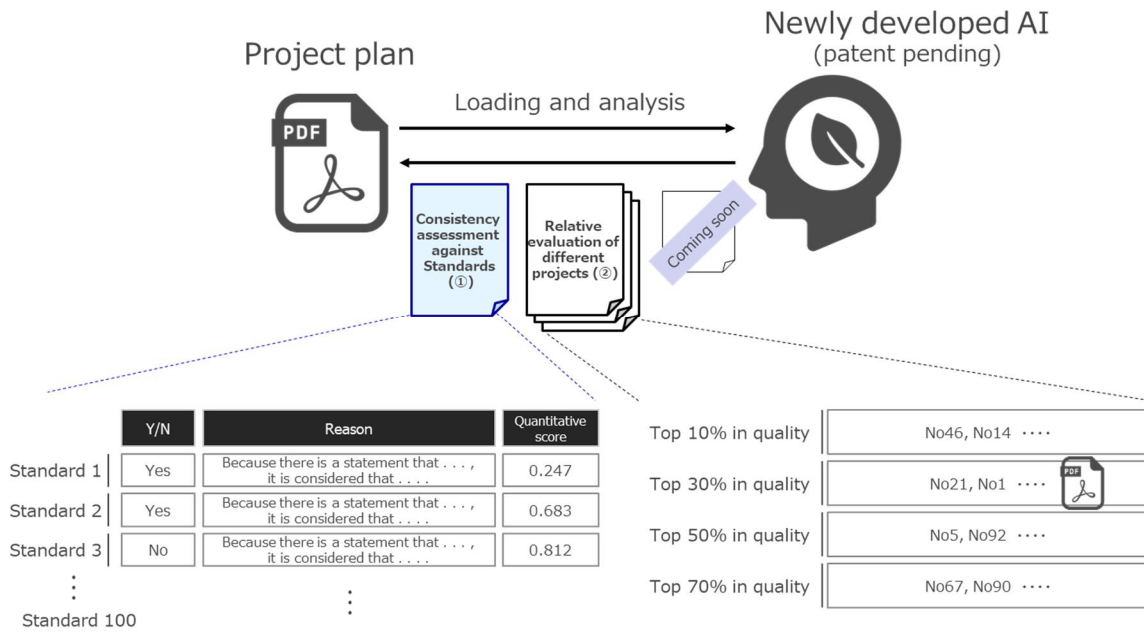 Newly developed AI
(patent pending)
Project plan
Loading and analysis
PDF
Consistency
assessment
against
Standards
(①)
Relative
evaluation of
different
projects (②)
Coming soon
Y/N
Reason
Quantitative
score
Standard 1
Yes
Because there is a statement that . . . ,
it is considered that . . . .
0.247
Standard 2
Yes
Because there is a statement that . . . ,
it is considered that . . . .
0.683
Standard 3
No
Because there is a statement that . . . ,
it is considered that . . . .
0.812
⋮
⋮
Standard 100
Top 10% in quality
No46, No14 ····
Top 30% in quality
No21, No1 ····
PDF
Top 50% in quality
No5, No92 ····
Top 70% in quality
No67, No90 ····